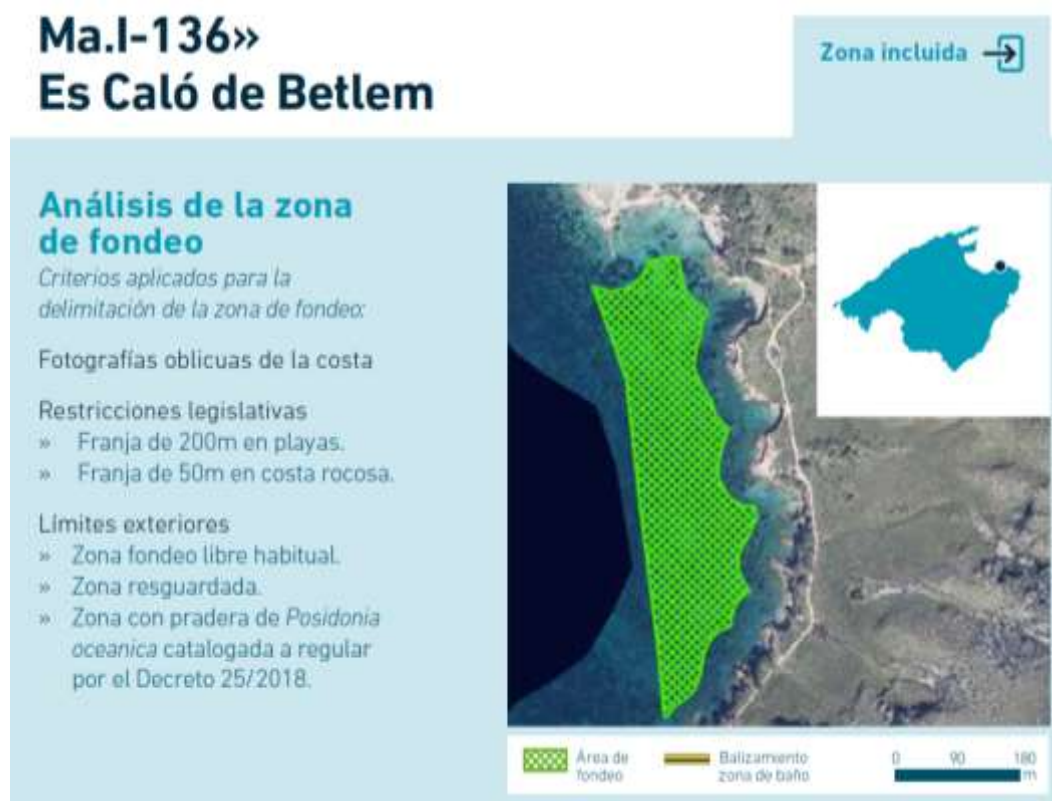 Ma.I-136»
Es Caló de Betlem
Zona incluida
Análisis de la zona
de fondeo
Criterios aplicados para la
delimitación de la zona de fondeo:
Fotografías oblicuas de la costa
Restricciones legislativas
» Franja de 200m en playas.
» Franja de 50m en costa rocosa.
Límites exteriores
» Zona fondeo libre habitual.
» Zona resguardada.
» Zona con pradera de Posidonia
oceanica catalogada a regular
por el Decreto 25/2018.
Área de
fondeo
Balizamiento
zona de baño
0 90 180
m